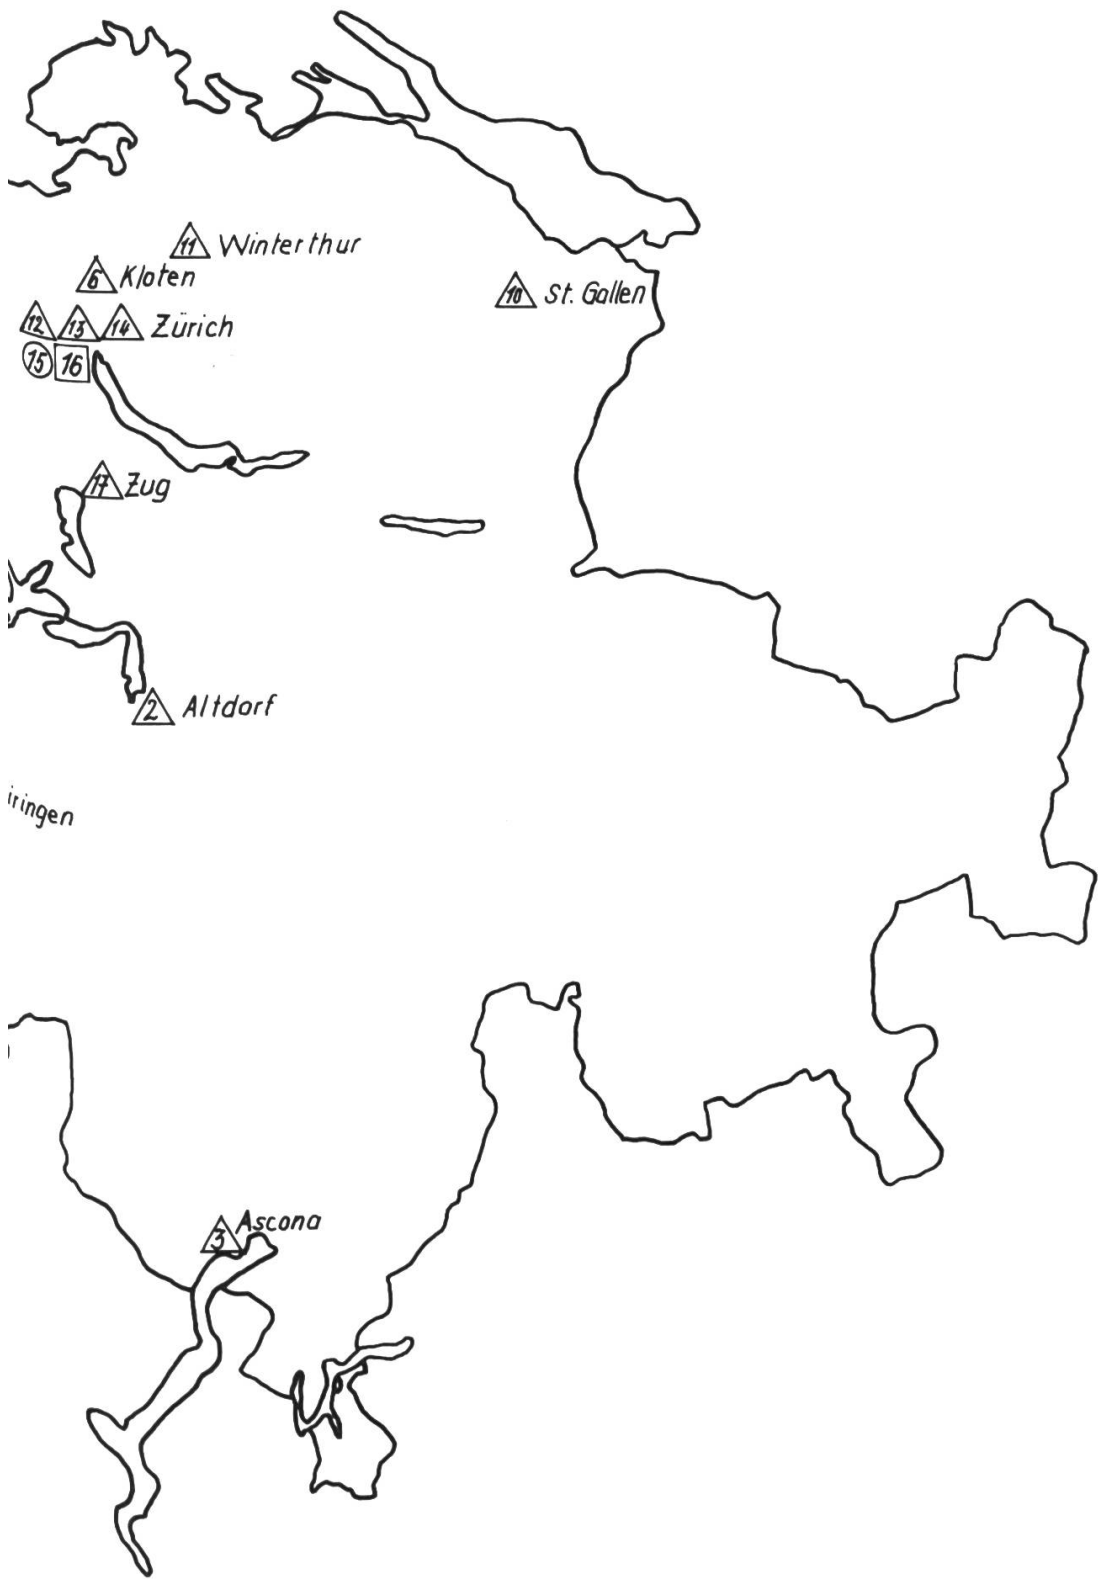 11 Winterthur
6 Kloten
10 St. Gallen
12 13 14 Zürich
15 16
17 Zug
2 Altdorf
iringen
3 Ascona